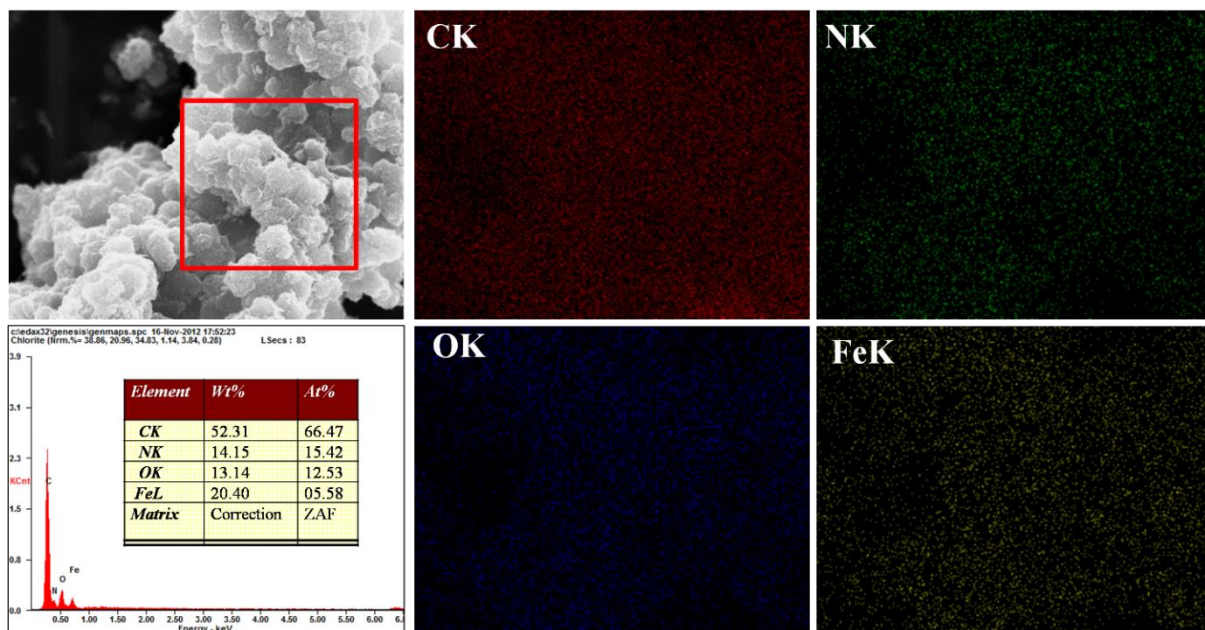 CK
NK
c:\edax32\genesis\genmaps.spc 16-Nov-2012 17:52:23
Chlorite (Nrm.%= 38.86, 20.96, 34.83, 1.14, 3.84, 0.28) LSecs : 83
3.9
3.1
2.3
KCnt
1.5
0.8
0.0
C
N
O
Fe
Element Wt% At%
CK 52.31 66.47
NK 14.15 15.42
OK 13.14 12.53
FeL 20.40 05.58
Matrix Correction ZAF
0.50 1.00 1.50 2.00 2.50 3.00 3.50 4.00 4.50 5.00 5.50 6.00
Energy - keV
OK
FeK